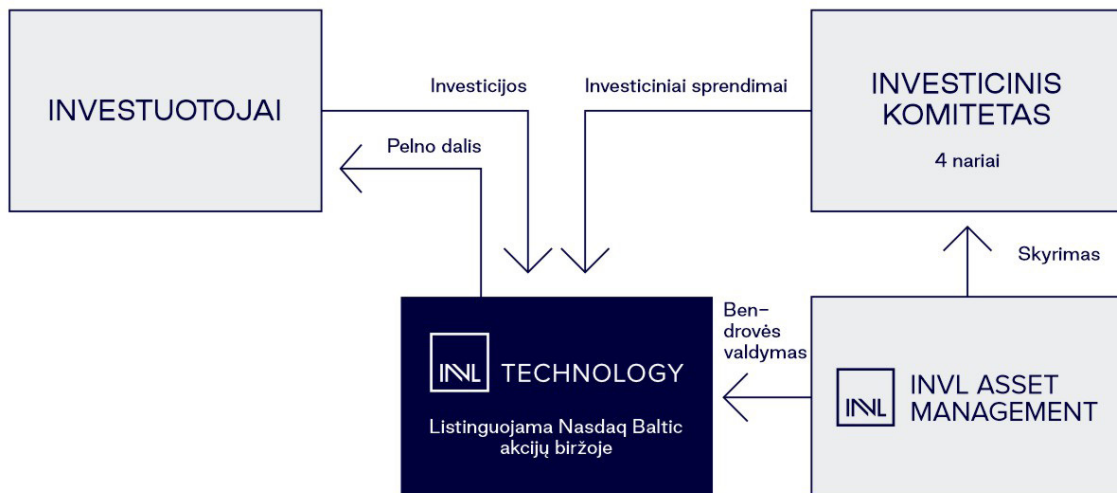 INVESTUOTOJAI
Investicijos
Pelno dalis
Investiciniai sprendimai
INVESTICINIS
KOMITETAS
4 nariai
Skyrimas
Ben-
drovės
valdymas
INVL TECHNOLOGY
Listinguojama Nasdaq Baltic
akcijų biržoje
INVL
INVL ASSET
MANAGEMENT